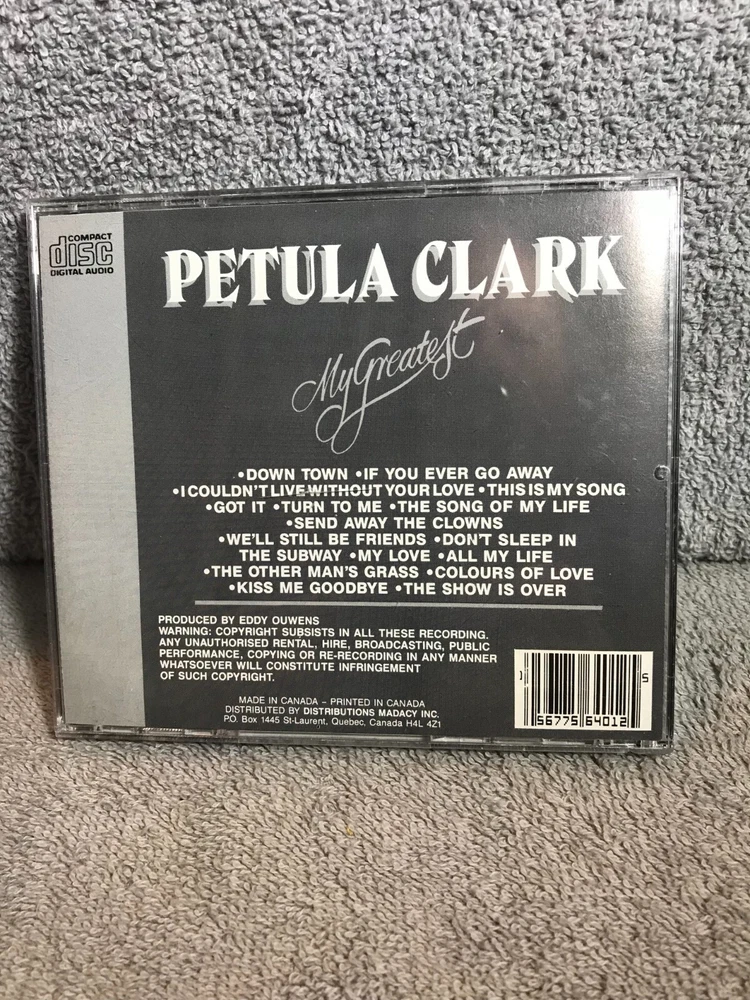 COMPACT
disc
DIGITAL AUDIO
PETULA CLARK
My Greatest
•DOWN TOWN •IF YOU EVER GO AWAY
•I COULDN'T LIVE WITHOUT YOUR LOVE •THIS IS MY SONG
•GOT IT •TURN TO ME •THE SONG OF MY LIFE
•SEND AWAY THE CLOWNS
•WE'LL STILL BE FRIENDS •DON'T SLEEP IN
THE SUBWAY •MY LOVE •ALL MY LIFE
•THE OTHER MAN'S GRASS •COLOURS OF LOVE
•KISS ME GOODBYE •THE SHOW IS OVER
PRODUCED BY EDDY OUWENS
WARNING: COPYRIGHT SUBSISTS IN ALL THESE RECORDING.
ANY UNAUTHORISED RENTAL, HIRE, BROADCASTING, PUBLIC
PERFORMANCE, COPYING OR RE-RECORDING IN ANY MANNER
WHATSOEVER WILL CONSTITUTE INFRINGEMENT
OF SUCH COPYRIGHT.
MADE IN CANADA – PRINTED IN CANADA
DISTRIBUTED BY DISTRIBUTIONS MADACY INC.
P.O. Box 1445 St-Laurent, Quebec, Canada H4L 4Z1
56775 64012 5